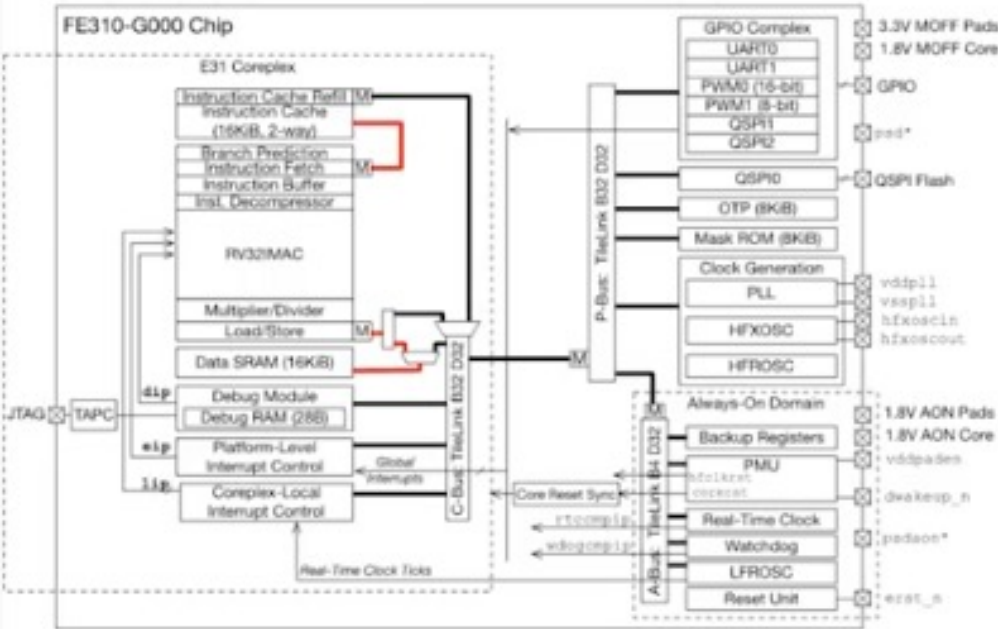 FE310-G000 Chip
E31 Coreplex
Instruction Cache Refill M
Instruction Cache
(16KiB, 2-way)
Branch Prediction
Instruction Fetch M
Instruction Buffer
Inst. Decompressor
RV32IMAC
Multiplier/Divider
Load/Store M
Data SRAM (16KiB)
dip
Debug Module
Debug RAM (28B)
JTAG
TAPC
eip
Platform-Level
Interrupt Control
Global
Interrupts
lip
Complex-Local
Interrupt Control
Real-Time Clock Ticks
C-Bus: TileLink B32 D32
M
P-Bus: TileLink B32 D32
GPIO Complex
UART0
UART1
PWM0 (16-bit)
PWM1 (8-bit)
QSPI1
QSPI2
QSPI0
OTP (8KiB)
Mask ROM (8KiB)
Clock Generation
PLL
HFXOSC
HFROSC
3.3V MOFF Pads
1.8V MOFF Core
GPIO
psd*
QSPI Flash
vddpll
vsspll
hfxoscin
hfxoscout
Always-On Domain
A-Bus: TileLink B4 D32
Backup Registers
PMU
hfclkrst
corerst
Core Reset Sync
rtccmpip
Real-Time Clock
wdogcmpip
Watchdog
LFROSC
Reset Unit
1.8V AON Pads
1.8V AON Core
vddpaden
dwakeup_n
psdaon*
erst_n